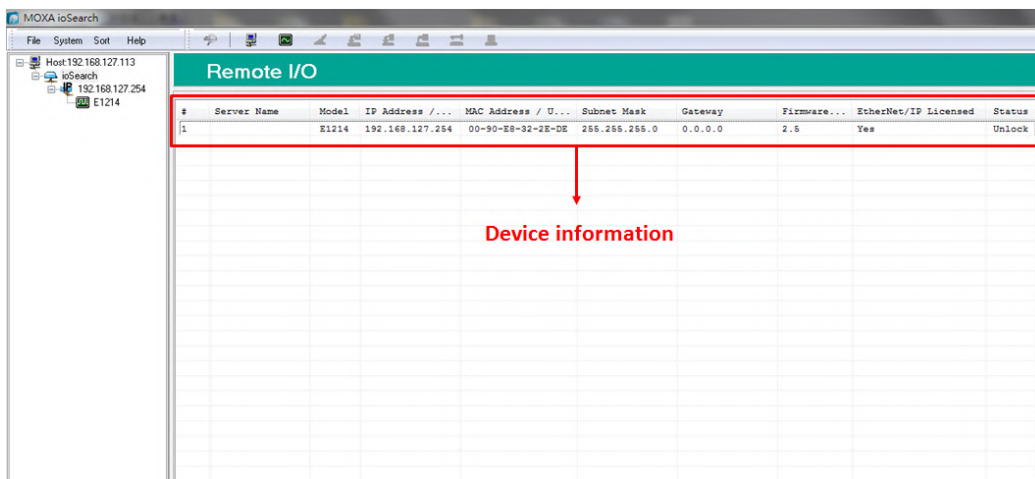 MOXA ioSearch
File System Sort Help
Host:192.168.127.113
ioSearch
192.168.127.254
E1214
Remote I/O
# Server Name Model IP Address /... MAC Address / U... Subnet Mask Gateway Firmware... EtherNet/IP Licensed Status
1 E1214 192.168.127.254 00-90-E8-32-2E-DE 255.255.255.0 0.0.0.0 2.5 Yes Unlock
Device information